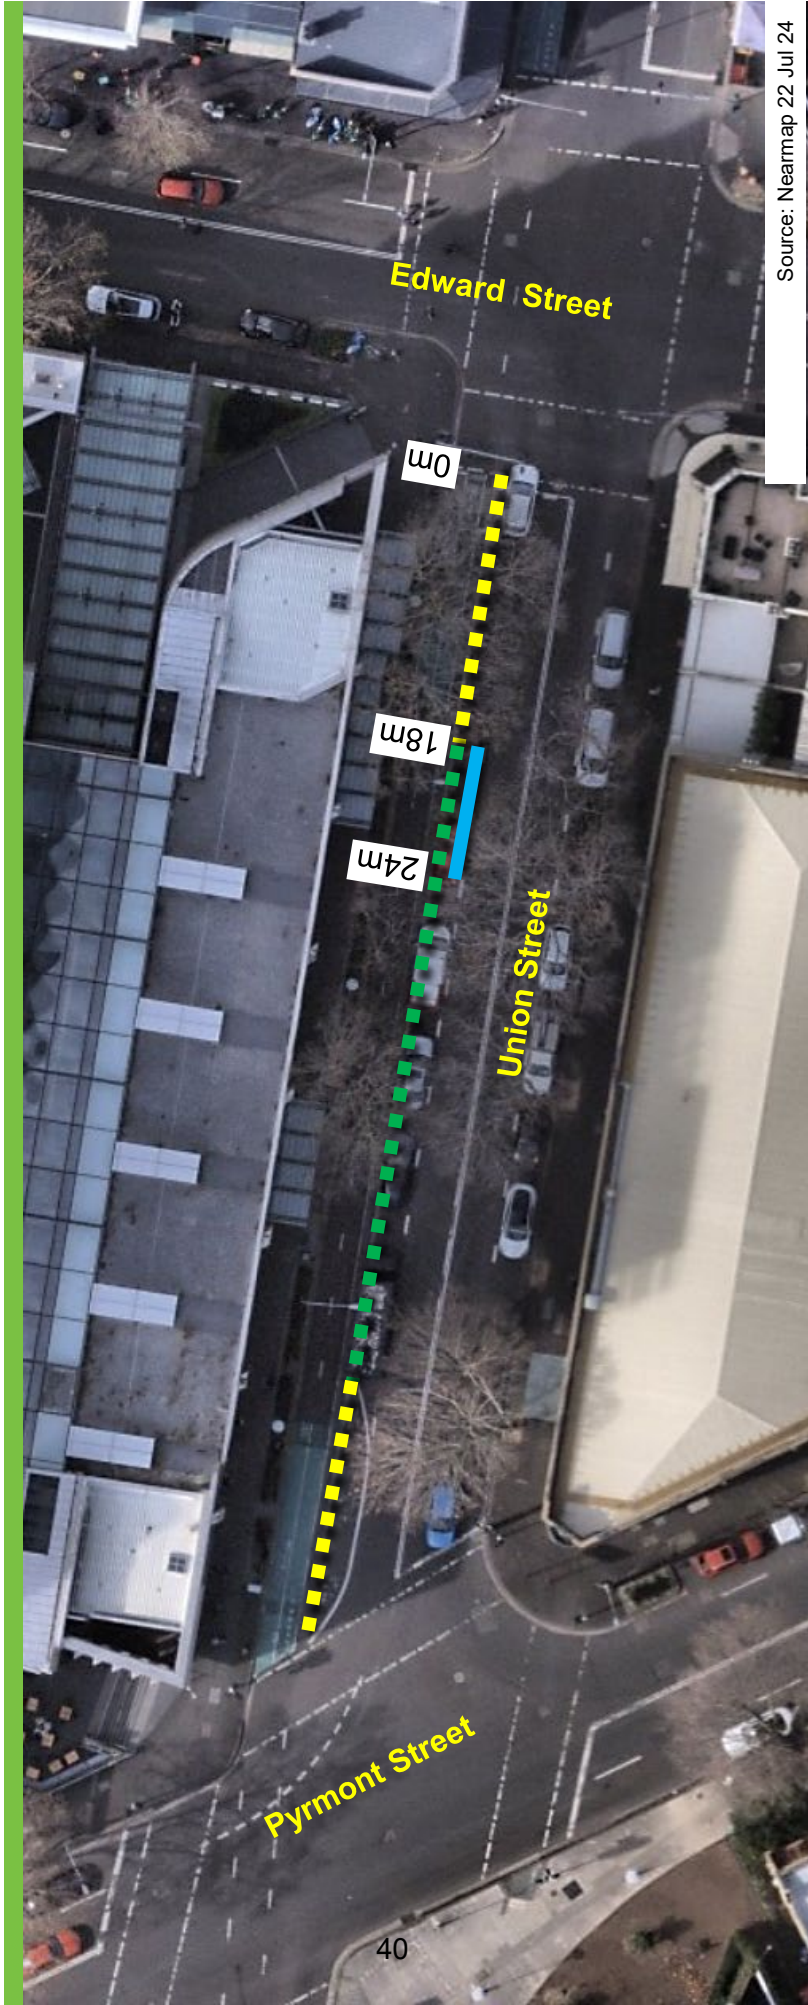 Source: Nearmap 22 Jul 24
Edward Street
0m
18m
24m
Union Street
Pyrmont Street
40